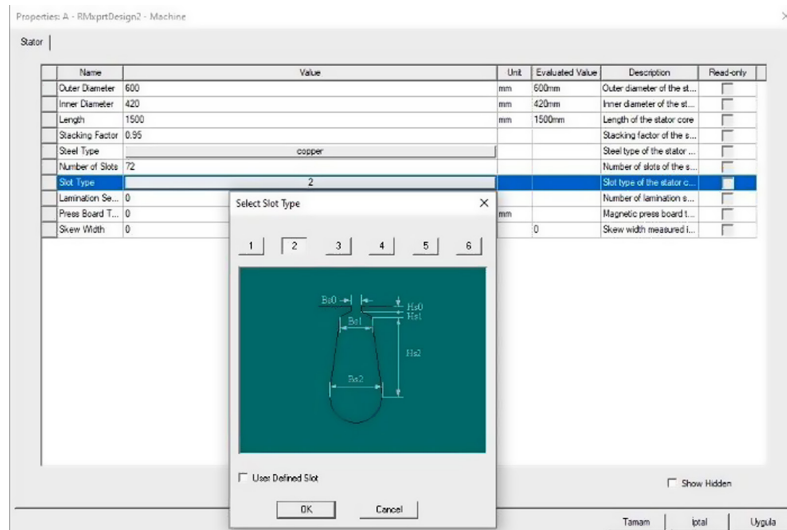 Properties: A - RMxprtDesign2 - Machine
Stator
Name Value Unit Evaluated Value Description Read-only
Outer Diameter 600 mm 600mm Outer diameter of the st...
Inner Diameter 420 mm 420mm Inner diameter of the st...
Length 1500 mm 1500mm Length of the stator core
Stacking Factor 0.95 Stacking factor of the s...
Steel Type copper Steel type of the stator ...
Number of Slots 72 Number of slots of the s...
Slot Type 2 Slot type of the stator c...
Lamination Se... 0 Number of lamination s...
Press Board T... 0 mm Magnetic press board t...
Skew Width 0 0 Skew width measured i...
Select Slot Type
1 2 3 4 5 6
Bs0 Hs0
Bs1 Hs1
Hs2
Bs2
User Defined Slot
OK Cancel
Show Hidden
Tamam İptal Uygula